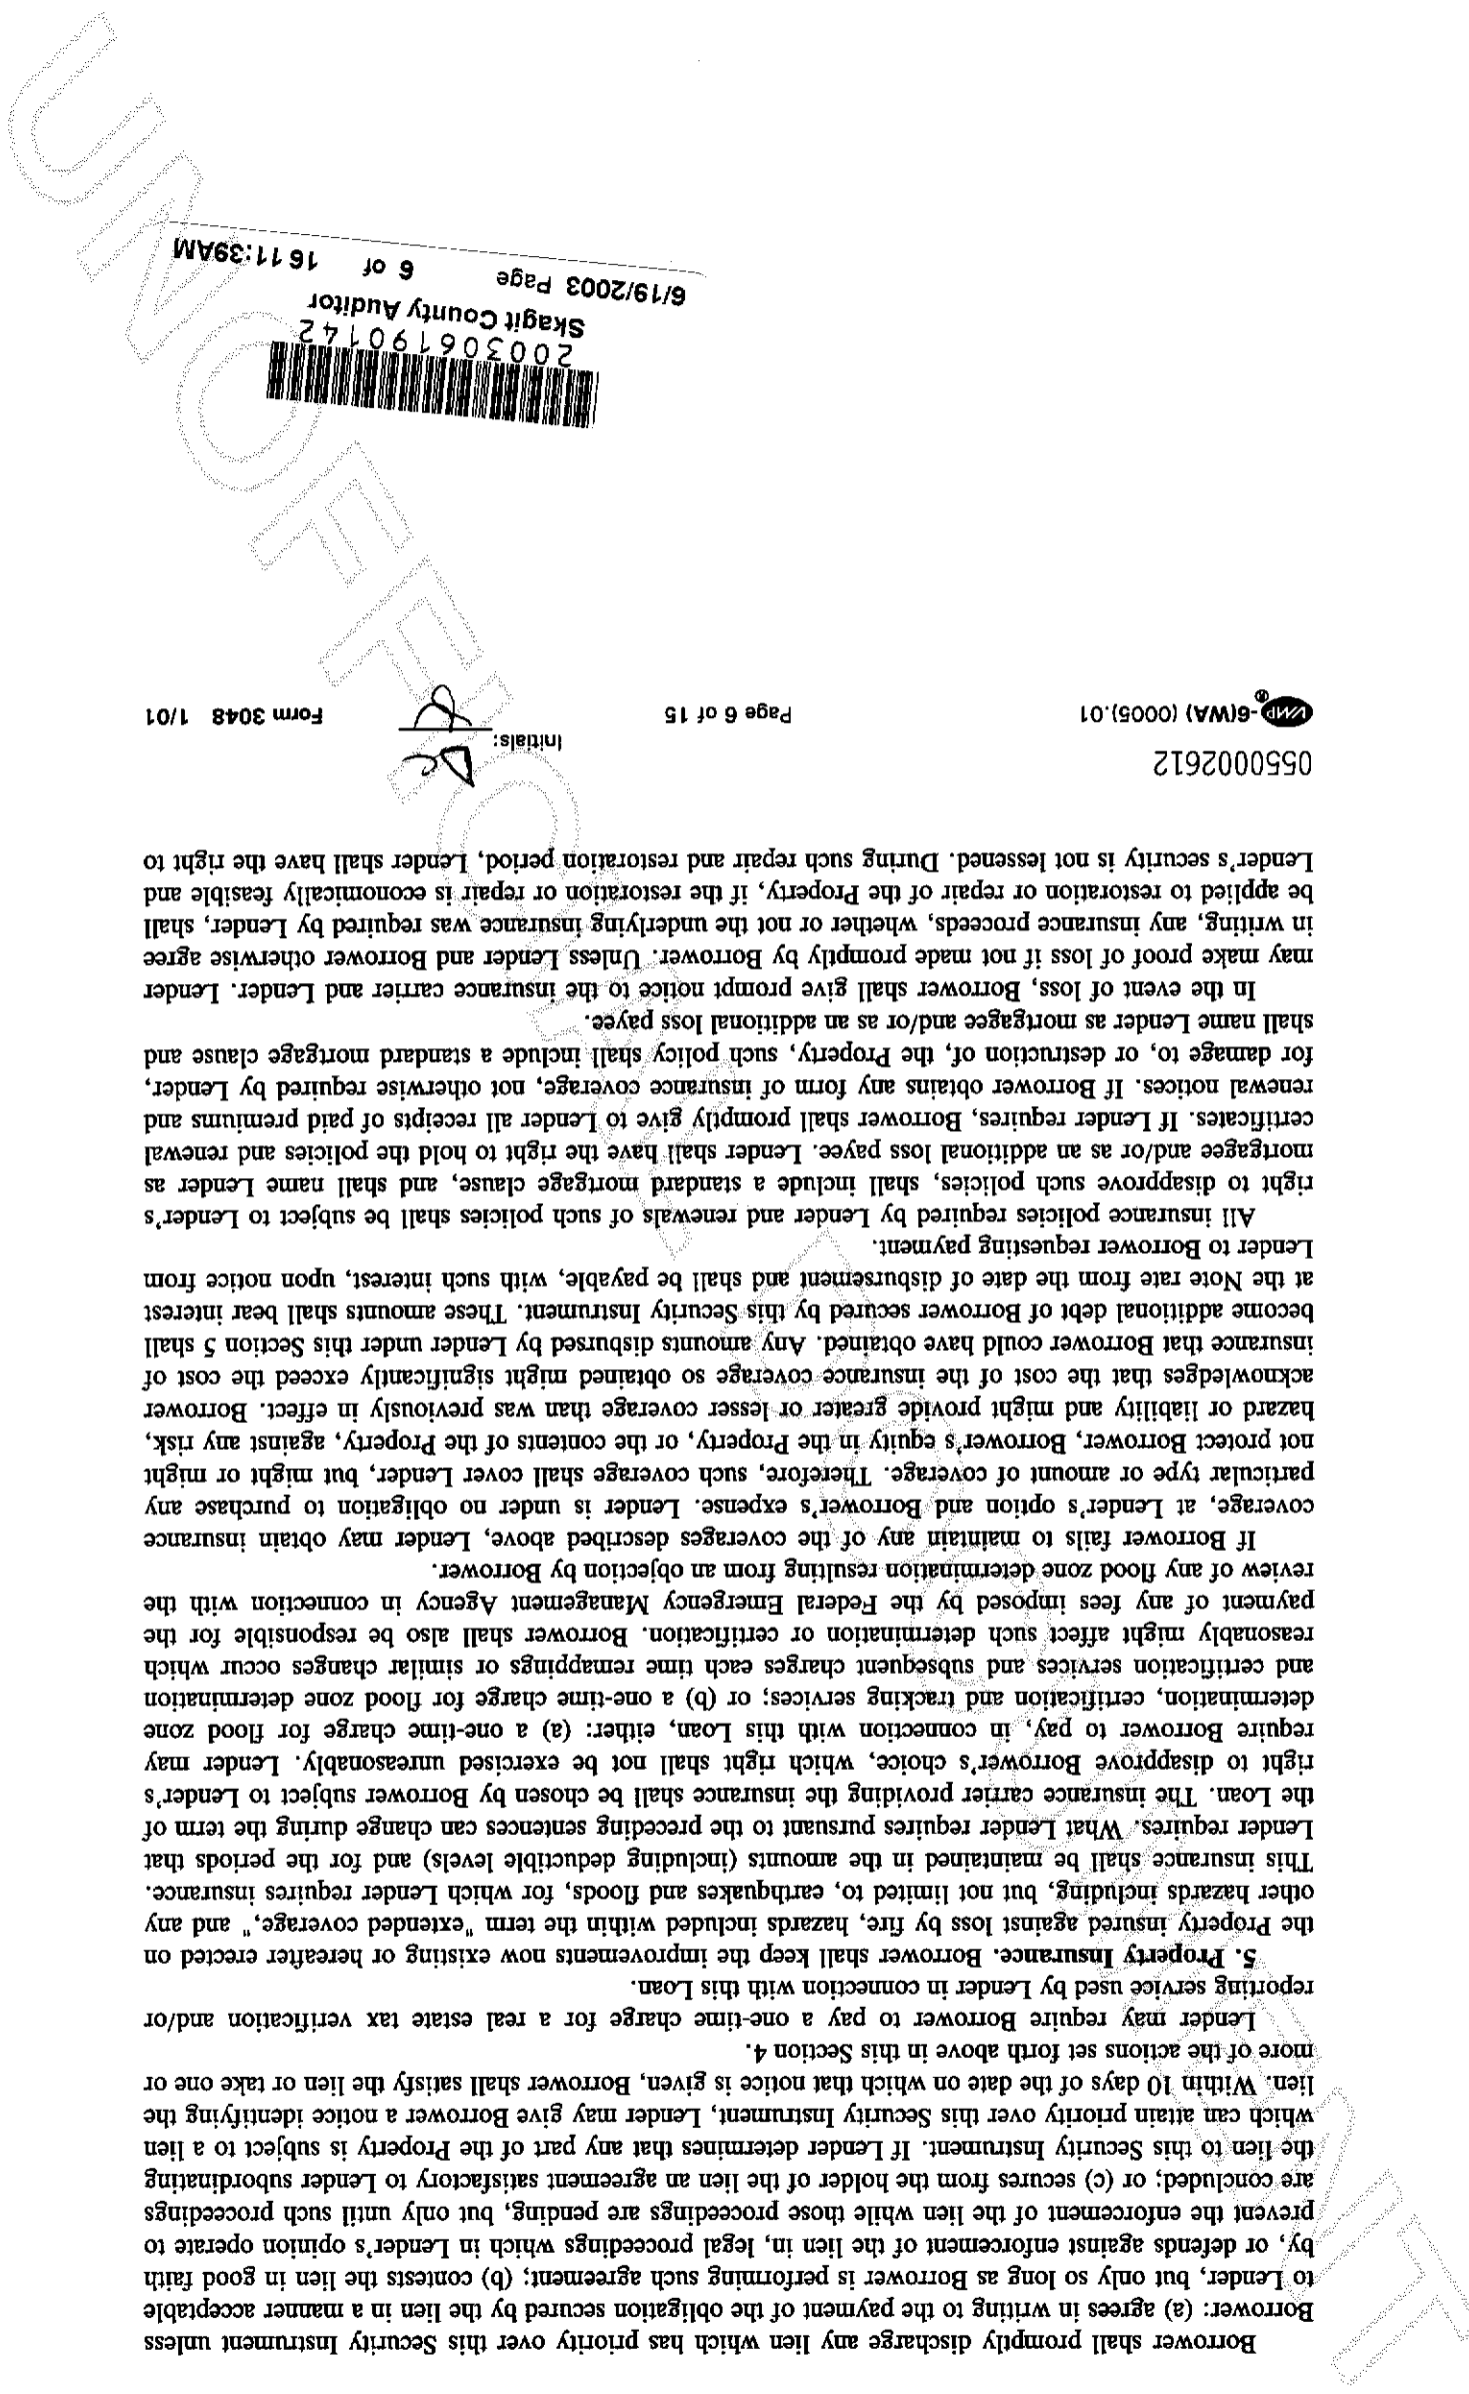 Borrower shall promptly discharge any lien which has priority over this Security Instrument unless
Borrower: (a) agrees in writing to the payment of the obligation secured by the lien in a manner acceptable
to Lender, but only so long as Borrower is performing such agreement; (b) contests the lien in good faith
by, or defends against enforcement of the lien in, legal proceedings which in Lender's opinion operate to
prevent the enforcement of the lien while those proceedings are pending, but only until such proceedings
are concluded; or (c) secures from the holder of the lien an agreement satisfactory to Lender subordinating
the lien to this Security Instrument. If Lender determines that any part of the Property is subject to a lien
which can attain priority over this Security Instrument, Lender may give Borrower a notice identifying the
lien. Within 10 days of the date on which that notice is given, Borrower shall satisfy the lien or take one or
more of the actions set forth above in this Section 4.
Lender may require Borrower to pay a one-time charge for a real estate tax verification and/or
reporting service used by Lender in connection with this Loan.
5. Property Insurance. Borrower shall keep the improvements now existing or hereafter erected on
the Property insured against loss by fire, hazards included within the term "extended coverage," and any
other hazards including, but not limited to, earthquakes and floods, for which Lender requires insurance.
This insurance shall be maintained in the amounts (including deductible levels) and for the periods that
Lender requires. What Lender requires pursuant to the preceding sentences can change during the term of
the Loan. The insurance carrier providing the insurance shall be chosen by Borrower subject to Lender's
right to disapprove Borrower's choice, which right shall not be exercised unreasonably. Lender may
require Borrower to pay, in connection with this Loan, either: (a) a one-time charge for flood zone
determination, certification and tracking services; or (b) a one-time charge for flood zone determination
and certification services and subsequent charges each time remappings or similar changes occur which
reasonably might affect such determination or certification. Borrower shall also be responsible for the
payment of any fees imposed by the Federal Emergency Management Agency in connection with the
review of any flood zone determination resulting from an objection by Borrower.
If Borrower fails to maintain any of the coverages described above, Lender may obtain insurance
coverage, at Lender's option and Borrower's expense. Lender is under no obligation to purchase any
particular type or amount of coverage. Therefore, such coverage shall cover Lender, but might or might
not protect Borrower, Borrower's equity in the Property, or the contents of the Property, against any risk,
hazard or liability and might provide greater or lesser coverage than was previously in effect. Borrower
acknowledges that the cost of the insurance coverage so obtained might significantly exceed the cost of
insurance that Borrower could have obtained. Any amounts disbursed by Lender under this Section 5 shall
become additional debt of Borrower secured by this Security Instrument. These amounts shall bear interest
at the Note rate from the date of disbursement and shall be payable, with such interest, upon notice from
Lender to Borrower requesting payment.
All insurance policies required by Lender and renewals of such policies shall be subject to Lender's
right to disapprove such policies, shall include a standard mortgage clause, and shall name Lender as
mortgagee and/or as an additional loss payee. Lender shall have the right to hold the policies and renewal
certificates. If Lender requires, Borrower shall promptly give to Lender all receipts of paid premiums and
renewal notices. If Borrower obtains any form of insurance coverage, not otherwise required by Lender,
for damage to, or destruction of, the Property, such policy shall include a standard mortgage clause and
shall name Lender as mortgagee and/or as an additional loss payee.
In the event of loss, Borrower shall give prompt notice to the insurance carrier and Lender. Lender
may make proof of loss if not made promptly by Borrower. Unless Lender and Borrower otherwise agree
in writing, any insurance proceeds, whether or not the underlying insurance was required by Lender, shall
be applied to restoration or repair of the Property, if the restoration or repair is economically feasible and
Lender's security is not lessened. During such repair and restoration period, Lender shall have the right to
0550002612
VMP®-6(WA) (0005).01
Page 6 of 15
Initials:
Form 3048 1/01
200306190142
Skagit County Auditor
6/19/2003 Page 6 of 16 11:39AM
UNOFFICIAL DOCUMENT